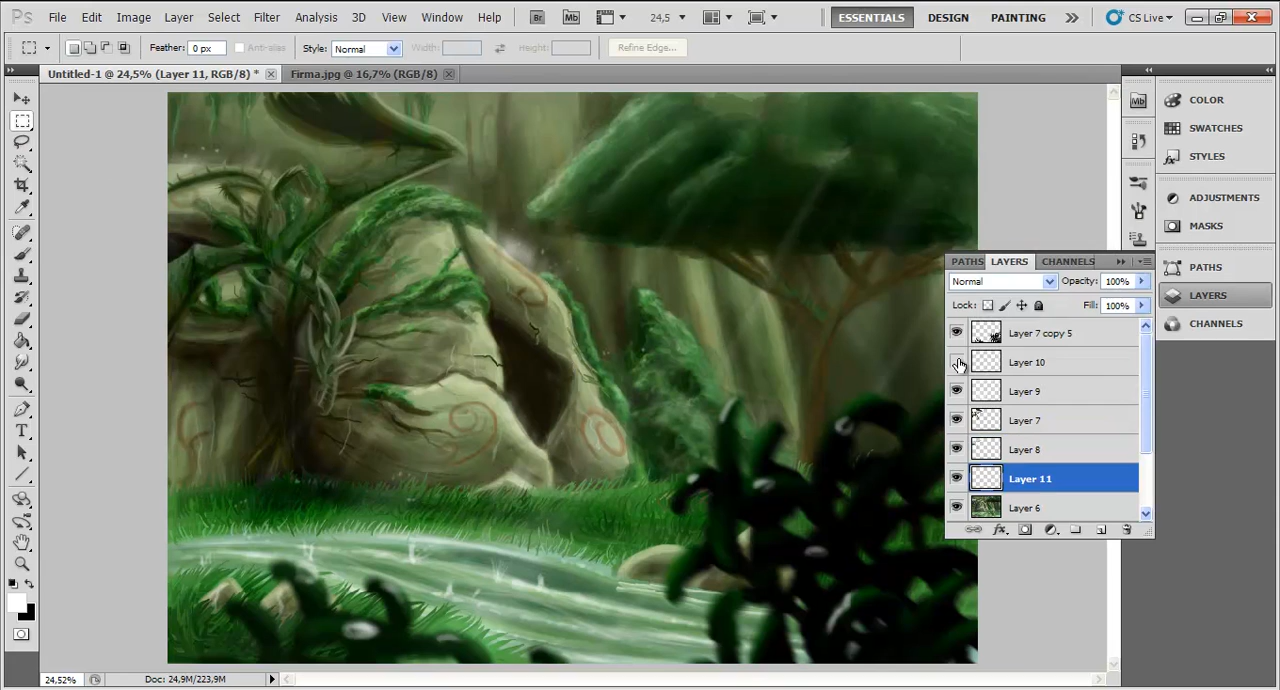 Ps File Edit Image Layer Select Filter Analysis 3D View Window Help Br Mb 24,5 ESSENTIALS DESIGN PAINTING CS Live
Feather: 0 px Anti-alias Style: Normal Width: Height: Refine Edge...
Untitled-1 @ 24,5% (Layer 11, RGB/8) * Firma.jpg @ 16,7% (RGB/8)
Mb COLOR
SWATCHES
STYLES
ADJUSTMENTS
MASKS
PATHS
LAYERS
CHANNELS
PATHS LAYERS CHANNELS
Normal Opacity: 100%
Lock: Fill: 100%
Layer 7 copy 5
Layer 10
Layer 9
Layer 7
Layer 8
Layer 11
Layer 6
24,52% Doc: 24,9M/223,9M